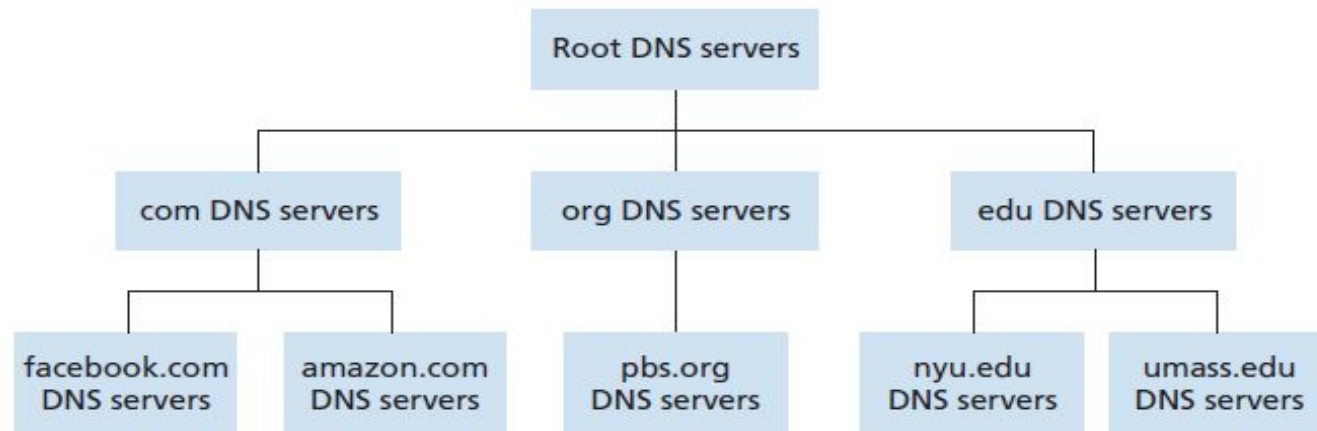 Root DNS servers
com DNS servers
org DNS servers
edu DNS servers
facebook.com
DNS servers
amazon.com
DNS servers
pbs.org
DNS servers
nyu.edu
DNS servers
umass.edu
DNS servers